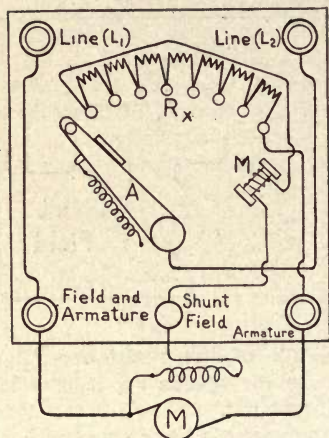 Line (L₁)
Line (L₂)
Rₓ
M
A
Field and
Armature
Shunt
Field
Armature
M